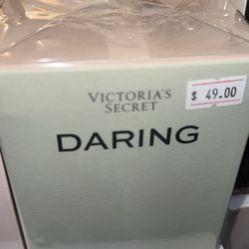 VICTORIA'S
SECRET
$ 49.00
DARING